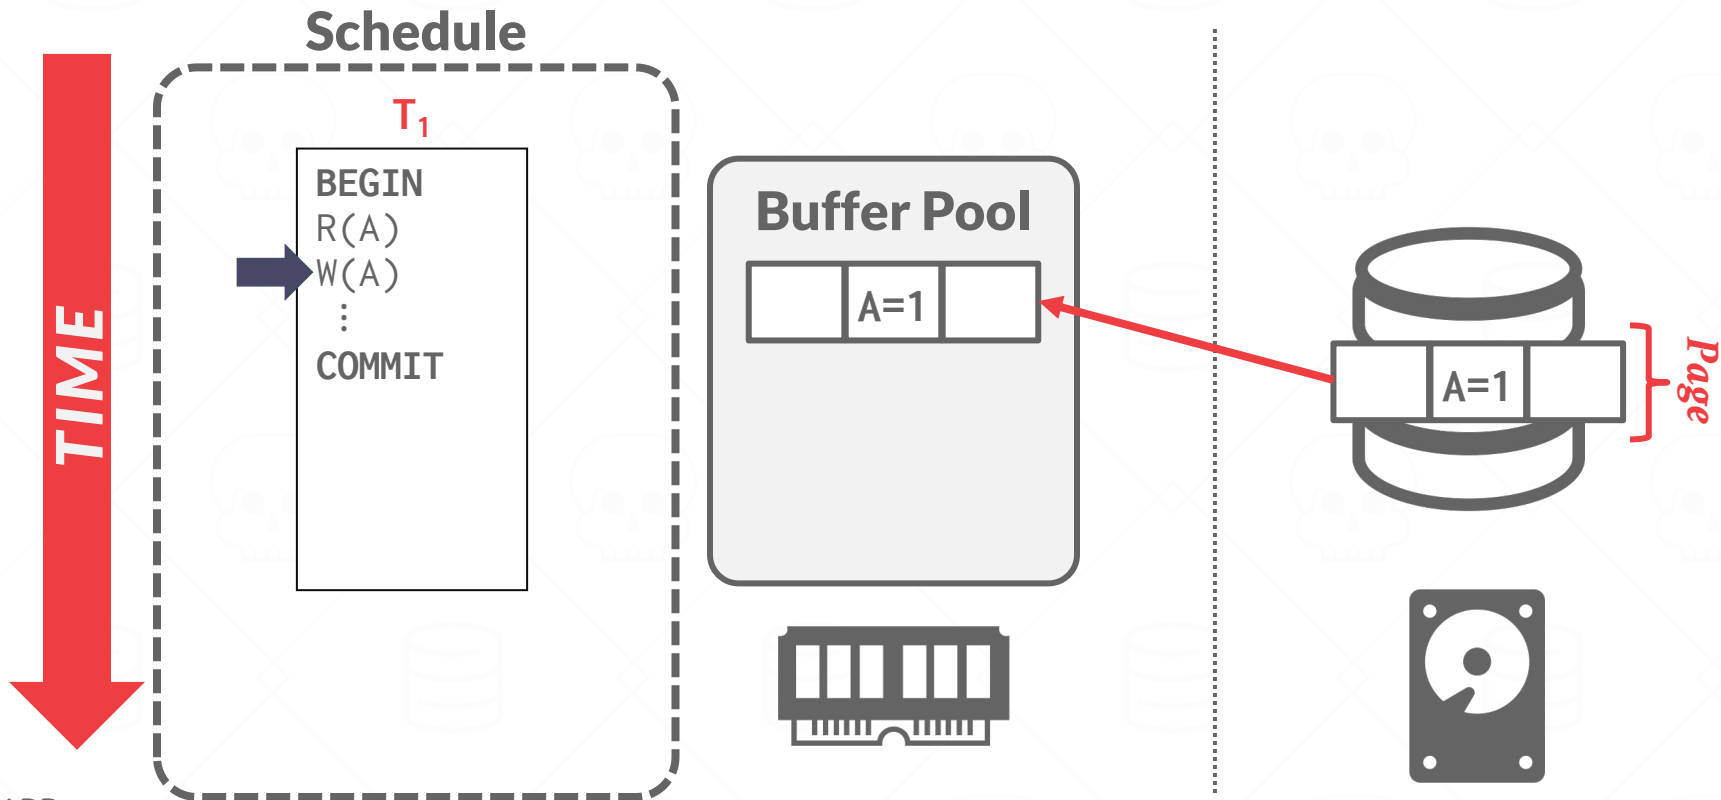 Schedule
TIME
T₁
BEGIN
R(A)
W(A)
⋮
COMMIT
Buffer Pool
A=1
A=1
Page